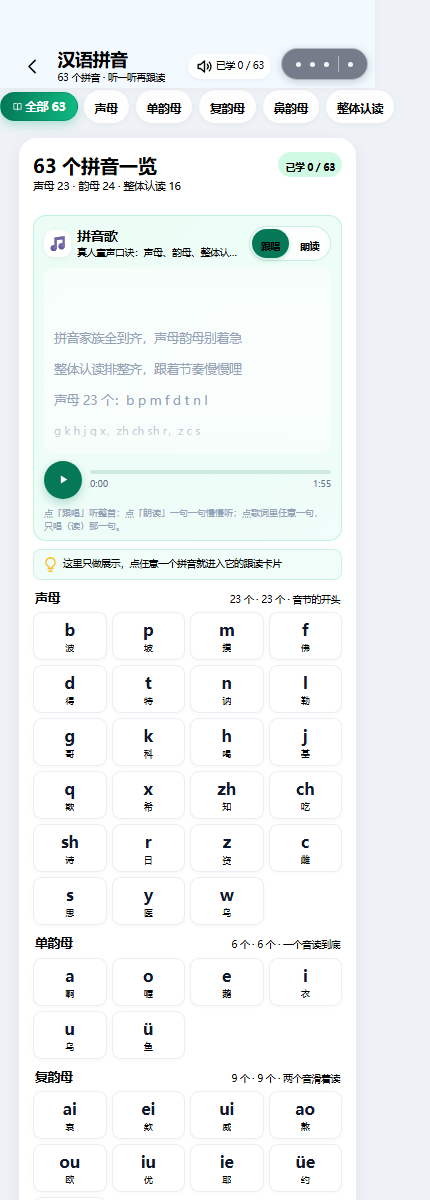 汉语拼音
63 个拼音 · 听一听再跟读
已学 0 / 63
全部 63
声母
单韵母
复韵母
鼻韵母
整体认读
63 个拼音一览
声母 23 · 韵母 24 · 整体认读 16
已学 0 / 63
拼音歌
真人童声口诀：声母、韵母、整体认...
跟唱
朗读
拼音家族全到齐，声母韵母别着急
整体认读排整齐，跟着节奏慢慢哩
声母 23 个：b p m f d t n l
g k h j q x，zh ch sh r，z c s
0:00
1:55
点「跟唱」听整首；点「朗读」一句一句慢慢听；点歌词里任意一句，
只唱（读）那一句。
这里只做展示，点任意一个拼音就进入它的跟读卡片
声母
23 个 · 23 个 · 音节的开头
b p m f
波 坡 摸 佛
d t n l
得 特 讷 勒
g k h j
哥 科 喝 基
q x zh ch
欺 希 知 吃
sh r z c
诗 日 资 雌
s y w
思 医 乌
单韵母
6 个 · 6 个 · 一个音读到底
a o e i
啊 喔 鹅 衣
u ü
乌 鱼
复韵母
9 个 · 9 个 · 两个音滑着读
ai ei ui ao
哀 欸 威 熬
ou iu ie üe
欧 优 耶 约